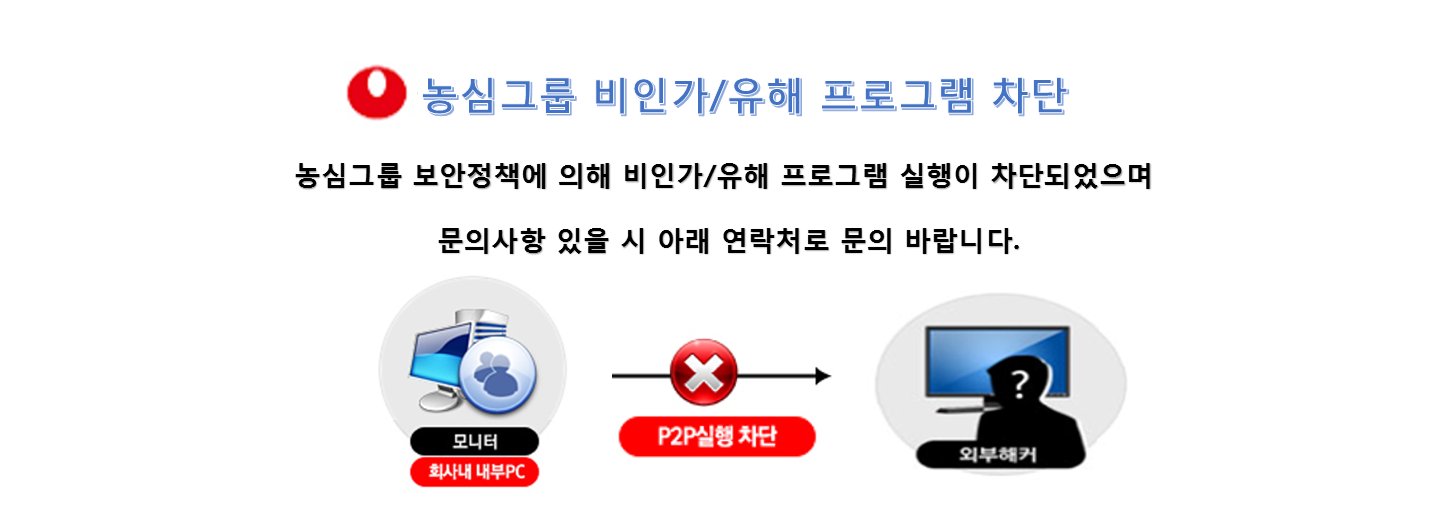 농심그룹 비인가/유해 프로그램 차단
농심그룹 보안정책에 의해 비인가/유해 프로그램 실행이 차단되었으며
문의사항 있을 시 아래 연락처로 문의 바랍니다.
?
모니터
회사내 내부PC
P2P실행 차단
외부해커